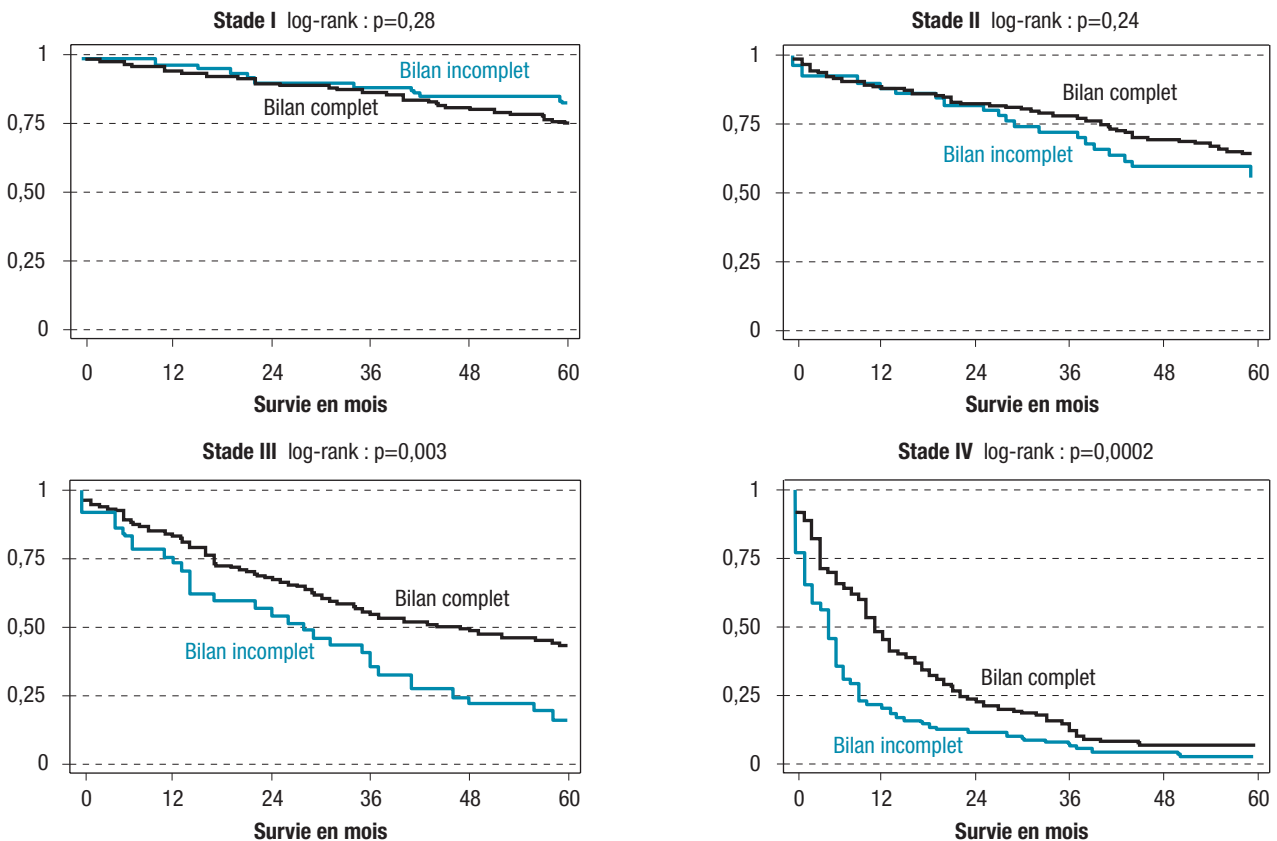 Stade I log-rank : p=0,28
1
0,75
0,50
0,25
0
Bilan incomplet
Bilan complet
0 12 24 36 48 60
Survie en mois
Stade II log-rank : p=0,24
1
0,75
0,50
0,25
0
Bilan complet
Bilan incomplet
0 12 24 36 48 60
Survie en mois
Stade III log-rank : p=0,003
1
0,75
0,50
0,25
0
Bilan complet
Bilan incomplet
0 12 24 36 48 60
Survie en mois
Stade IV log-rank : p=0,0002
1
0,75
0,50
0,25
0
Bilan complet
Bilan incomplet
0 12 24 36 48 60
Survie en mois